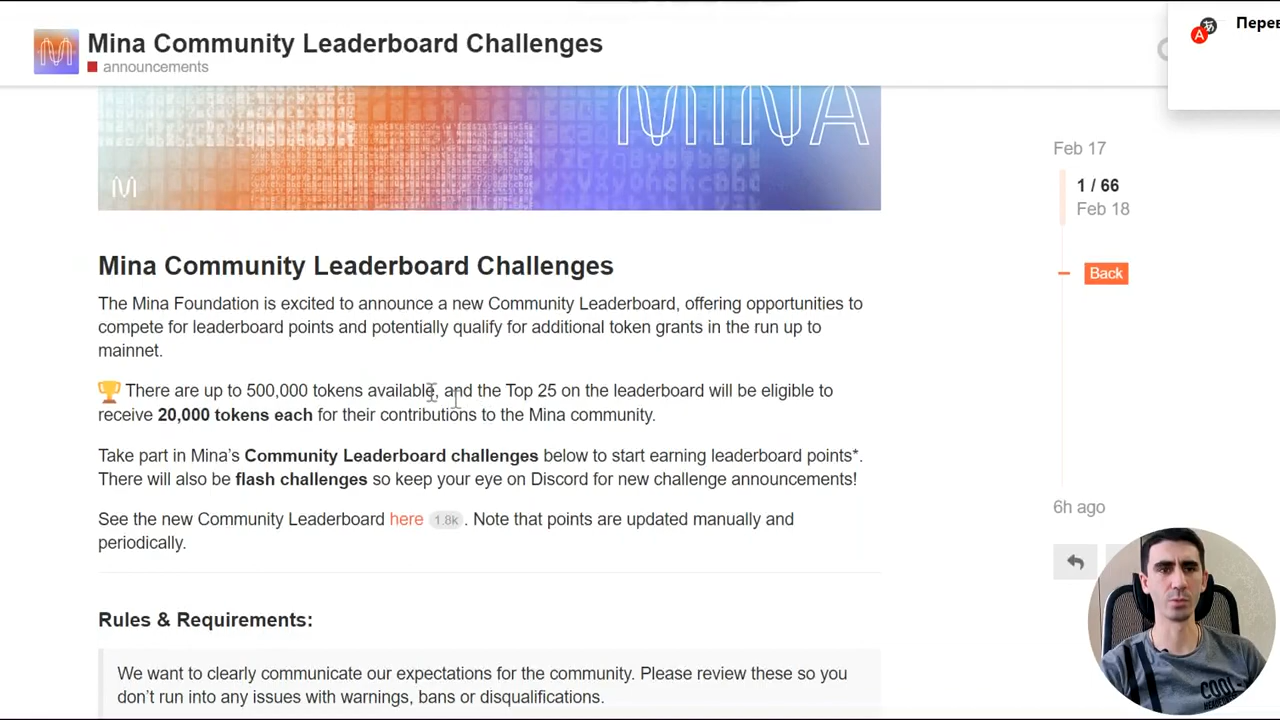 Mina Community Leaderboard Challenges
announcements
Перев
MINA
Feb 17
1 / 66
Feb 18
Back
Mina Community Leaderboard Challenges
The Mina Foundation is excited to announce a new Community Leaderboard, offering opportunities to
compete for leaderboard points and potentially qualify for additional token grants in the run up to
mainnet.
There are up to 500,000 tokens available, and the Top 25 on the leaderboard will be eligible to
receive 20,000 tokens each for their contributions to the Mina community.
Take part in Mina’s Community Leaderboard challenges below to start earning leaderboard points*.
There will also be flash challenges so keep your eye on Discord for new challenge announcements!
See the new Community Leaderboard here 1.8k . Note that points are updated manually and
periodically.
6h ago
Rules & Requirements:
We want to clearly communicate our expectations for the community. Please review these so you
don’t run into any issues with warnings, bans or disqualifications.
COOL